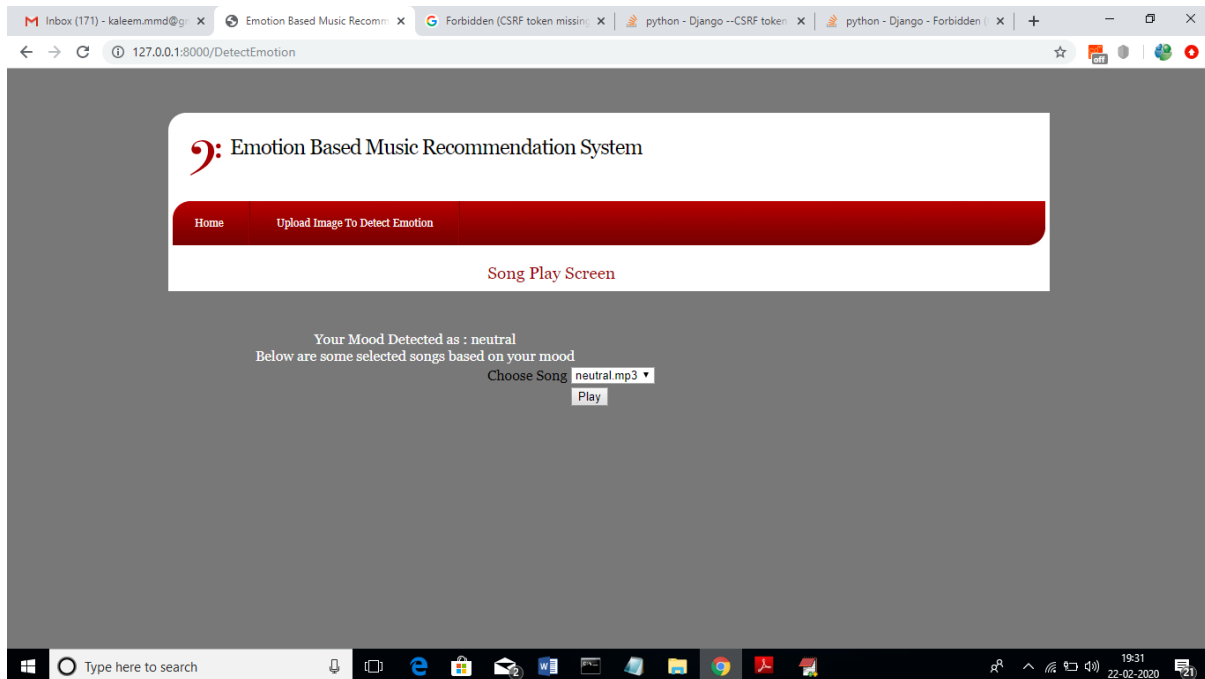 Inbox (171) - kaleem.mmd@g
Emotion Based Music Recomm
Forbidden (CSRF token missing
python - Django --CSRF token
python - Django - Forbidden (
127.0.0.1:8000/DetectEmotion
off
Emotion Based Music Recommendation System
Home
Upload Image To Detect Emotion
Song Play Screen
Your Mood Detected as : neutral
Below are some selected songs based on your mood
Choose Song neutral.mp3
Play
Type here to search
2
19:31
22-02-2020
21